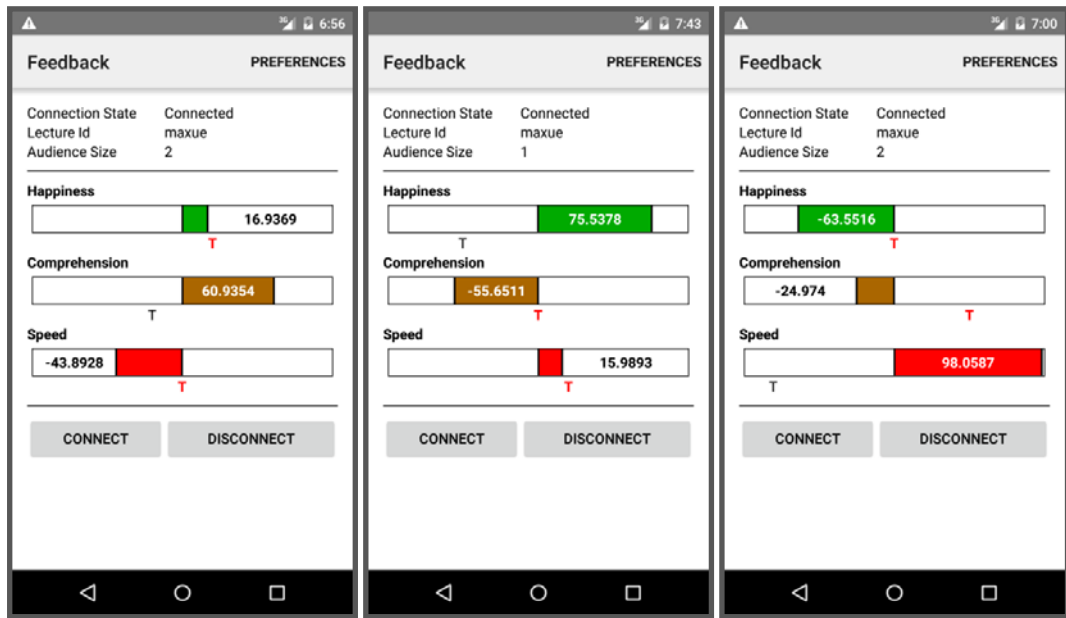 3G 6:56
Feedback PREFERENCES
Connection State Connected
Lecture Id maxue
Audience Size 2
Happiness
16.9369
T
Comprehension
60.9354
T
Speed
-43.8928
T
CONNECT DISCONNECT
3G 7:43
Feedback PREFERENCES
Connection State Connected
Lecture Id maxue
Audience Size 1
Happiness
75.5378
T
Comprehension
-55.6511
T
Speed
15.9893
T
CONNECT DISCONNECT
3G 7:00
Feedback PREFERENCES
Connection State Connected
Lecture Id maxue
Audience Size 2
Happiness
-63.5516
T
Comprehension
-24.974
T
Speed
98.0587
T
CONNECT DISCONNECT